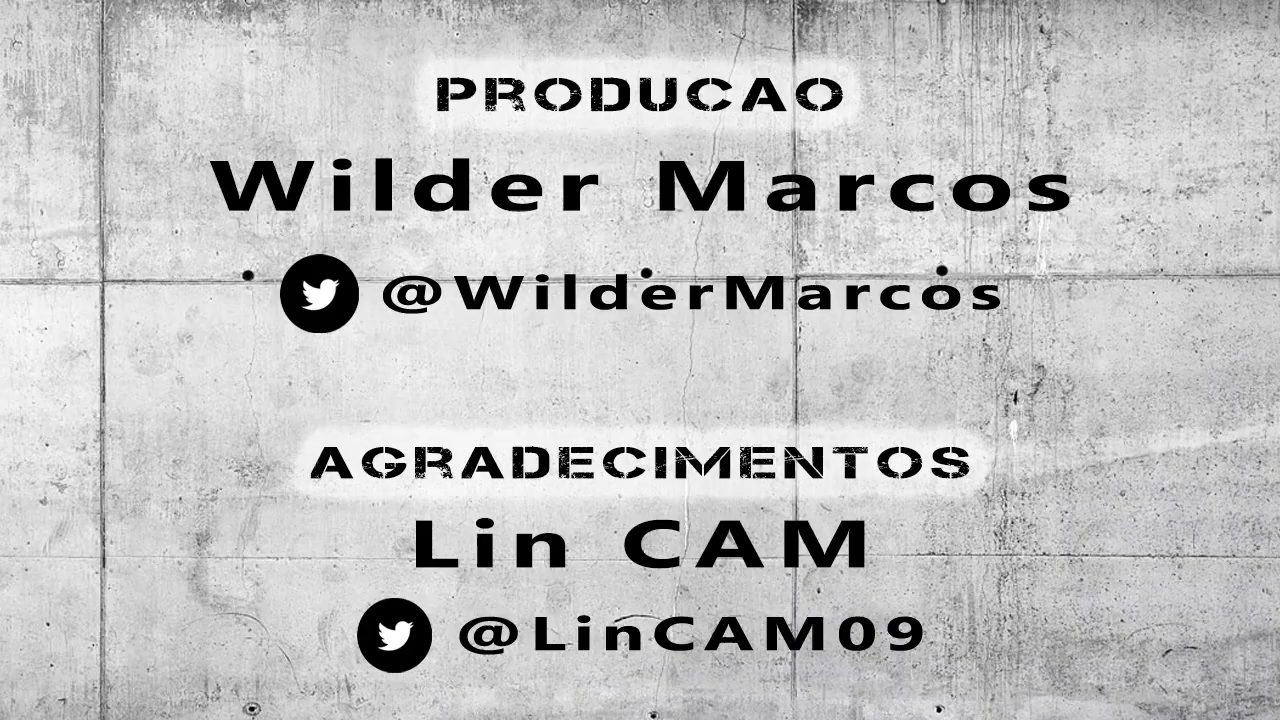 PRODUCAO
Wilder Marcos
@WilderMarcos
AGRADECIMENTOS
Lin CAM
@LinCAM09